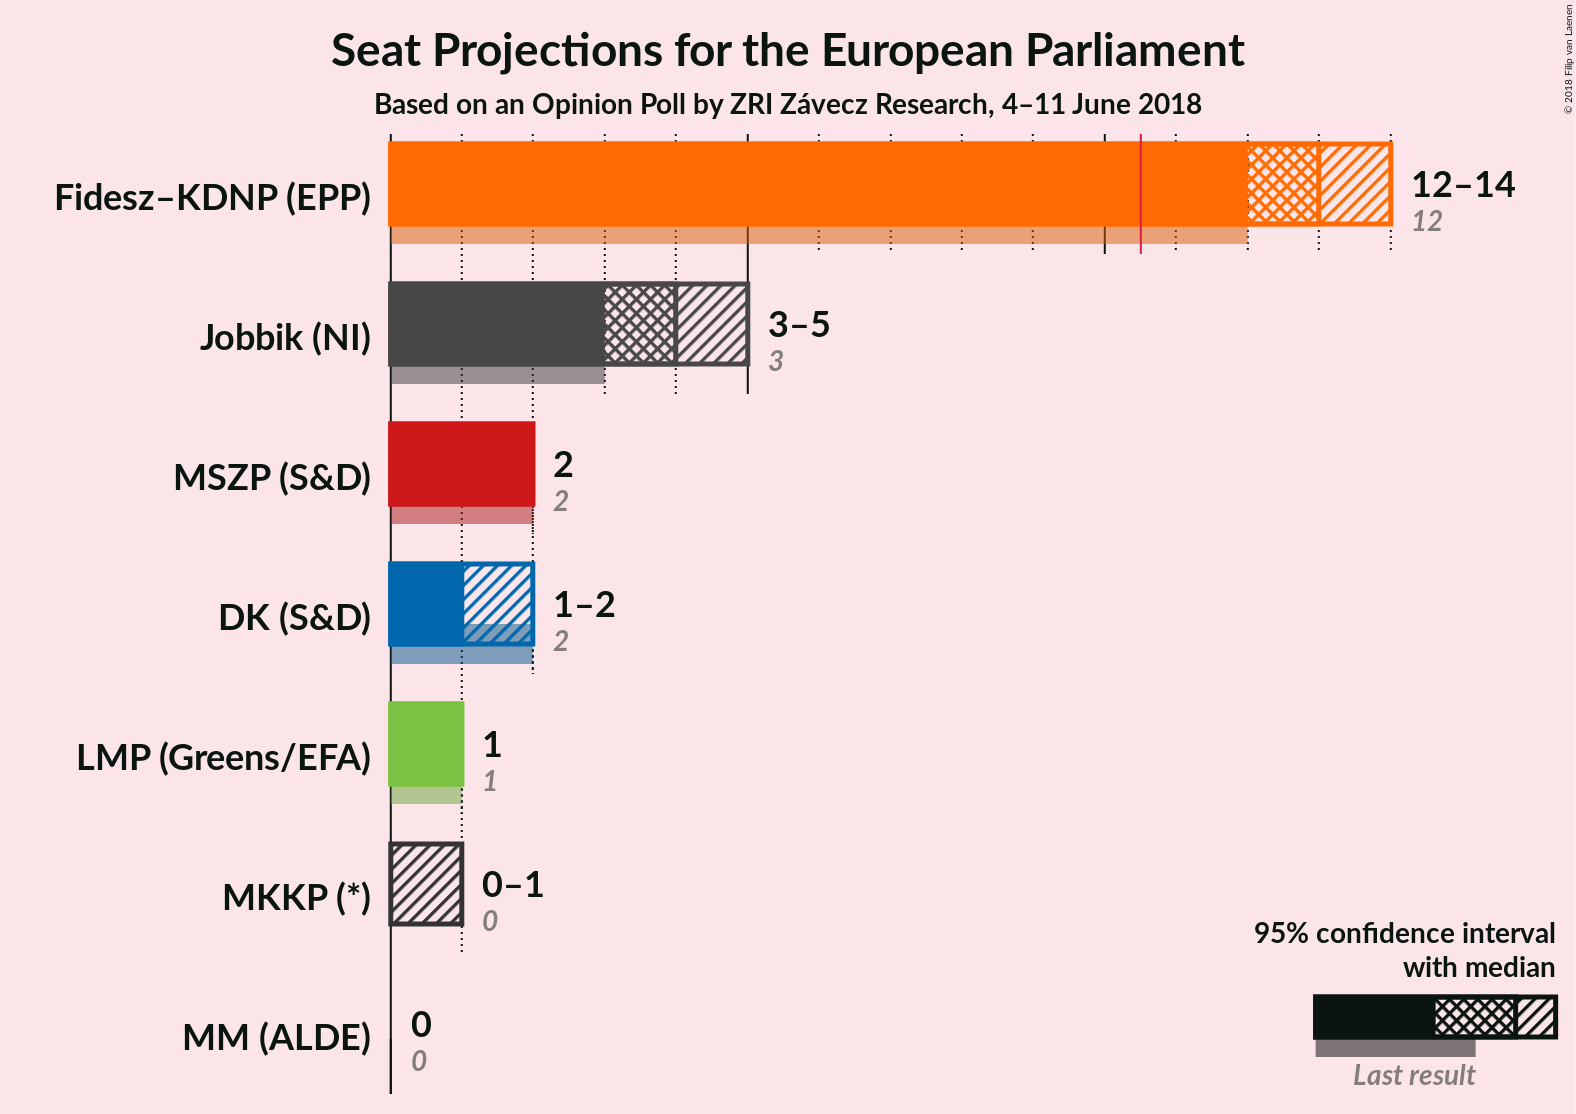 Seat Projections for the European Parliament
Based on an Opinion Poll by ZRI Závecz Research, 4–11 June 2018
© 2018 Filip van Laenen
Fidesz–KDNP (EPP)
12–14
12
Jobbik (NI)
3–5
3
MSZP (S&D)
2
2
DK (S&D)
1–2
2
LMP (Greens/EFA)
1
1
MKKP (*)
0–1
0
MM (ALDE)
0
0
95% confidence interval
with median
Last result